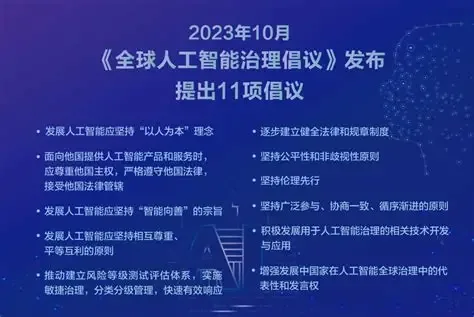 2023年10月
《全球人工智能治理倡议》发布
提出11项倡议
发展人工智能应坚持“以人为本”理念
面向他国提供人工智能产品和服务时，
应尊重他国主权，严格遵守他国法律，
接受他国法律管辖
发展人工智能应坚持“智能向善”的宗旨
发展人工智能应坚持相互尊重、
平等互利的原则
推动建立风险等级测试评估体系，实施
敏捷治理，分类分级管理，快速有效响应
逐步建立健全法律和规章制度
坚持公平性和非歧视性原则
坚持伦理先行
坚持广泛参与、协商一致、循序渐进的原则
积极发展用于人工智能治理的相关技术开发
与应用
增强发展中国家在人工智能全球治理中的代
表性和发言权